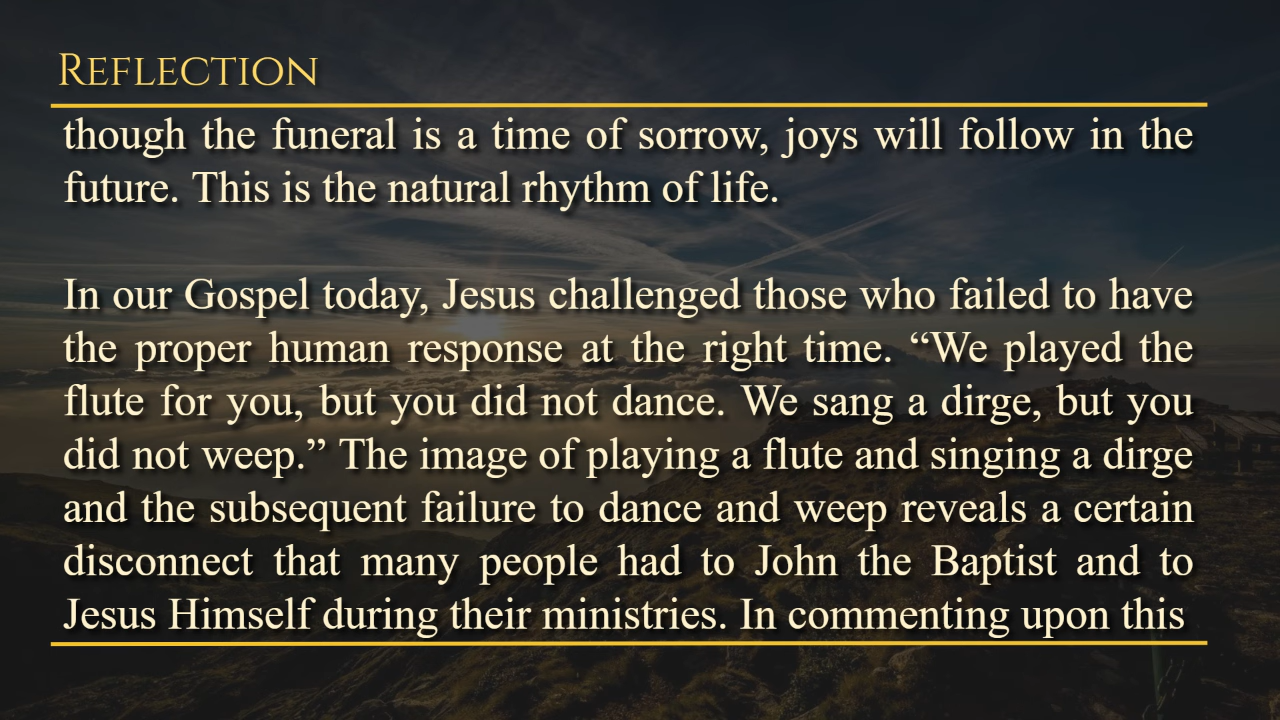 Reflection
though the funeral is a time of sorrow, joys will follow in the
future. This is the natural rhythm of life.
In our Gospel today, Jesus challenged those who failed to have
the proper human response at the right time. “We played the
flute for you, but you did not dance. We sang a dirge, but you
did not weep.” The image of playing a flute and singing a dirge
and the subsequent failure to dance and weep reveals a certain
disconnect that many people had to John the Baptist and to
Jesus Himself during their ministries. In commenting upon this